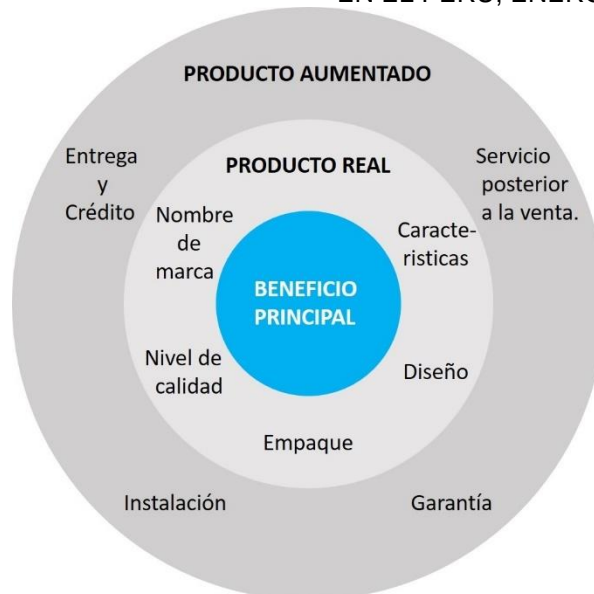 PRODUCTO AUMENTADO
Entrega
y
Crédito
PRODUCTO REAL
Servicio
posterior
a la venta.
Nombre
de
marca
Caracte-
risticas
BENEFICIO
PRINCIPAL
Nivel de
calidad
Diseño
Empaque
Instalación
Garantía